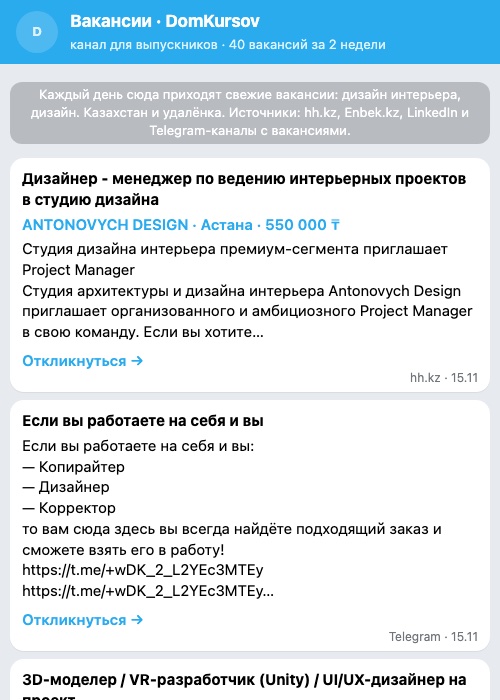 D
Вакансии · DomKursov
канал для выпускников · 40 вакансий за 2 недели
Каждый день сюда приходят свежие вакансии: дизайн интерьера,
дизайн. Казахстан и удалёнка. Источники: hh.kz, Enbek.kz, LinkedIn и
Telegram-каналы с вакансиями.
Дизайнер - менеджер по ведению интерьерных проектов
в студию дизайна
ANTONOVYCH DESIGN · Астана · 550 000 ₸
Студия дизайна интерьера премиум-сегмента приглашает
Project Manager
Студия архитектуры и дизайна интерьера Antonovych Design
приглашает организованного и амбициозного Project Manager
в свою команду. Если вы хотите...
Откликнуться →
hh.kz · 15.11
Если вы работаете на себя и вы
Если вы работаете на себя и вы:
— Копирайтер
— Дизайнер
— Корректор
то вам сюда здесь вы всегда найдёте подходящий заказ и
сможете взять его в работу!
https://t.me/+wDK_2_L2YEc3MTEy
https://t.me/+wDK_2_L2YEc3MTEy...
Откликнуться →
Telegram · 15.11
3D-моделер / VR-разработчик (Unity) / UI/UX-дизайнер на
проект